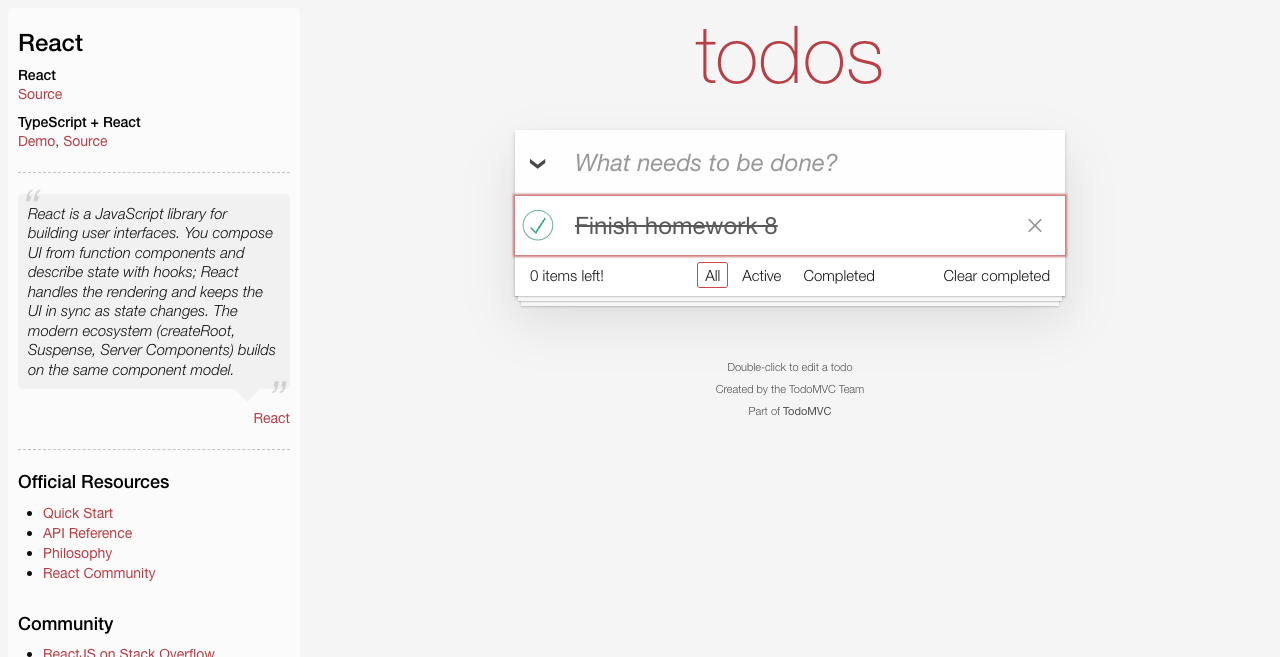 React
React
Source
TypeScript + React
Demo, Source
“
React is a JavaScript library for
building user interfaces. You compose
UI from function components and
describe state with hooks; React
handles the rendering and keeps the
UI in sync as state changes. The
modern ecosystem (createRoot,
Suspense, Server Components) builds
on the same component model.
”
React
Official Resources
Quick Start
API Reference
Philosophy
React Community
Community
ReactJS on Stack Overflow
todos
What needs to be done?
Finish homework 8
0 items left!
All
Active
Completed
Clear completed
Double-click to edit a todo
Created by the TodoMVC Team
Part of TodoMVC